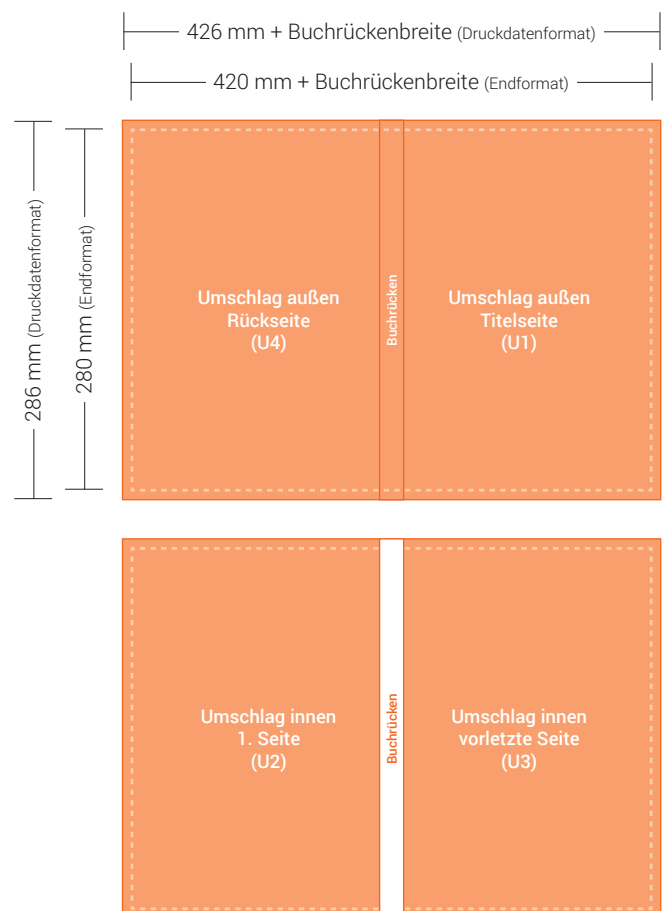 426 mm + Buchrückenbreite (Druckdatenformat)
420 mm + Buchrückenbreite (Endformat)
286 mm (Druckdatenformat)
280 mm (Endformat)
Umschlag außen
Rückseite
(U4)
Buchrücken
Umschlag außen
Titelseite
(U1)
Umschlag innen
1. Seite
(U2)
Buchrücken
Umschlag innen
vorletzte Seite
(U3)